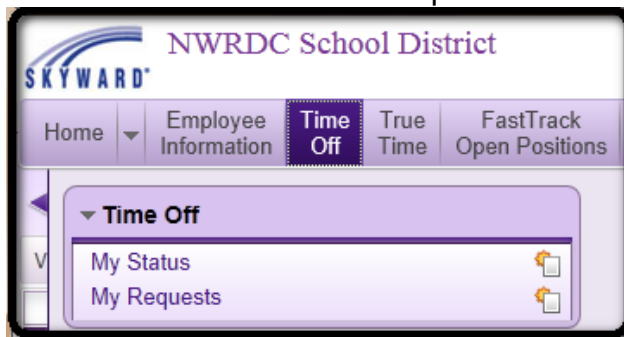 NWRDC School District
SKYWARD
Home
Employee Information
Time Off
True Time
FastTrack Open Positions
Time Off
My Status
My Requests